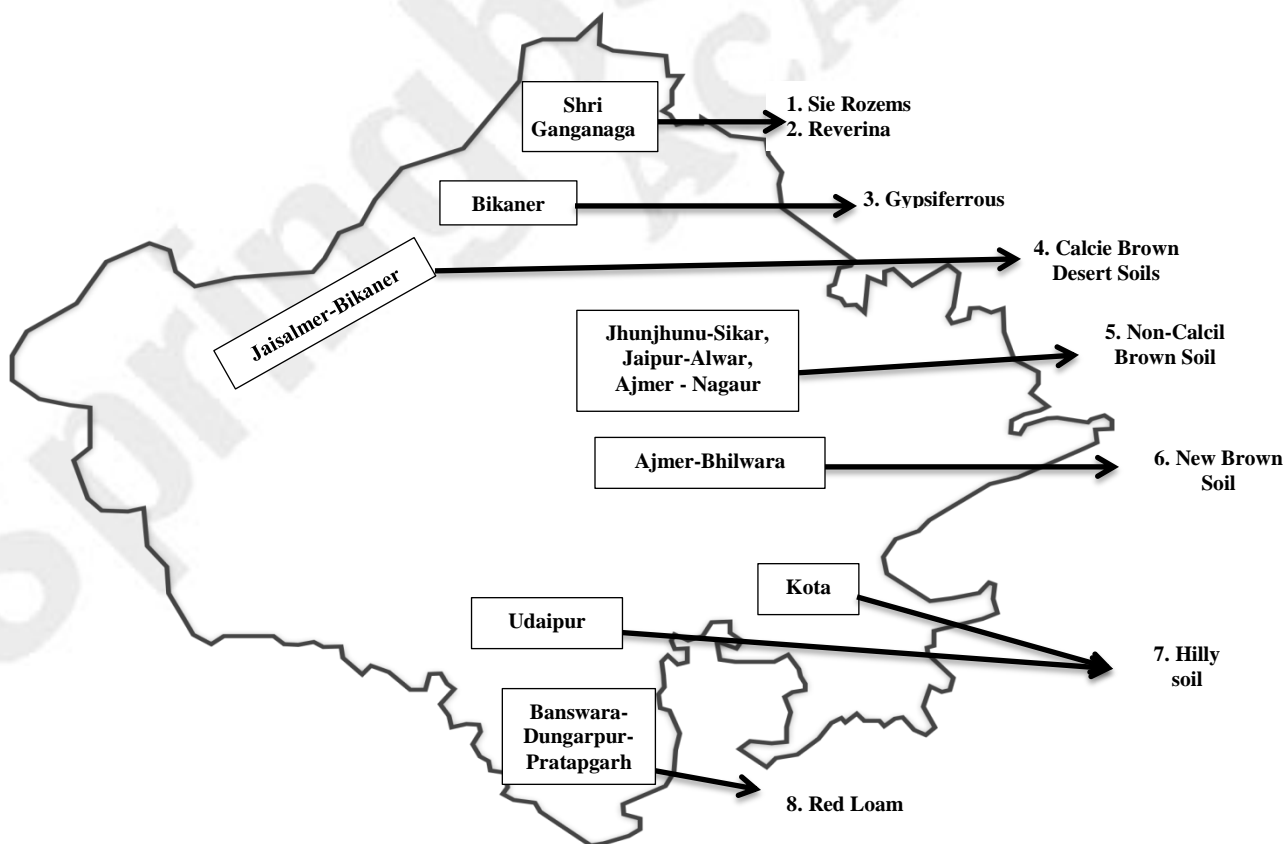 Shri
Ganganaga
1. Sie Rozems
2. Reverina
Bikaner
3. Gypsiferrous
Jaisalmer-Bikaner
4. Calcie Brown
Desert Soils
Jhunjhunu-Sikar,
Jaipur-Alwar,
Ajmer - Nagaur
5. Non-Calcil
Brown Soil
Ajmer-Bhilwara
6. New Brown
Soil
Kota
Udaipur
7. Hilly
soil
Banswara-
Dungarpur-
Pratapgarh
8. Red Loam